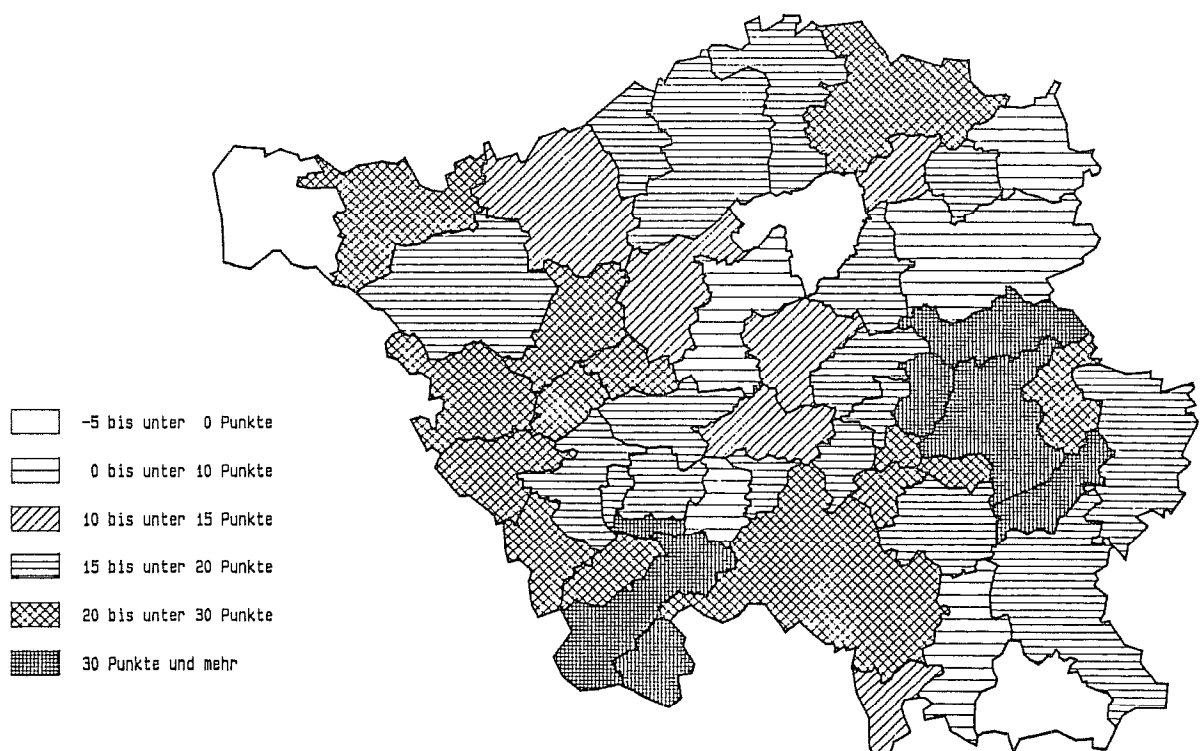 -5 bis unter 0 Punkte
0 bis unter 10 Punkte
10 bis unter 15 Punkte
15 bis unter 20 Punkte
20 bis unter 30 Punkte
30 Punkte und mehr